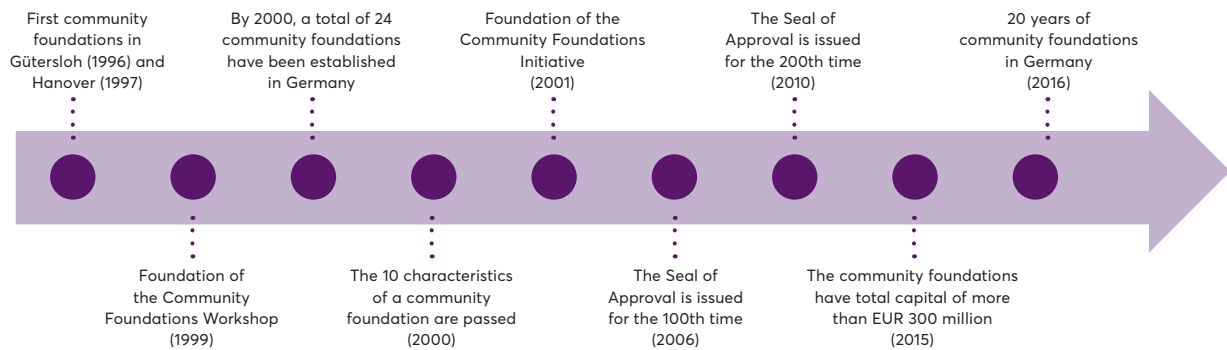 First community
foundations in
Gütersloh (1996) and
Hanover (1997)
By 2000, a total of 24
community foundations
have been established
in Germany
Foundation of the
Community Foundations
Initiative
(2001)
The Seal of
Approval is issued
for the 200th time
(2010)
20 years of
community foundations
in Germany
(2016)
Foundation of
the Community
Foundations Workshop
(1999)
The 10 characteristics
of a community
foundation are passed
(2000)
The Seal of
Approval is issued
for the 100th time
(2006)
The community foundations
have total capital of more
than EUR 300 million
(2015)